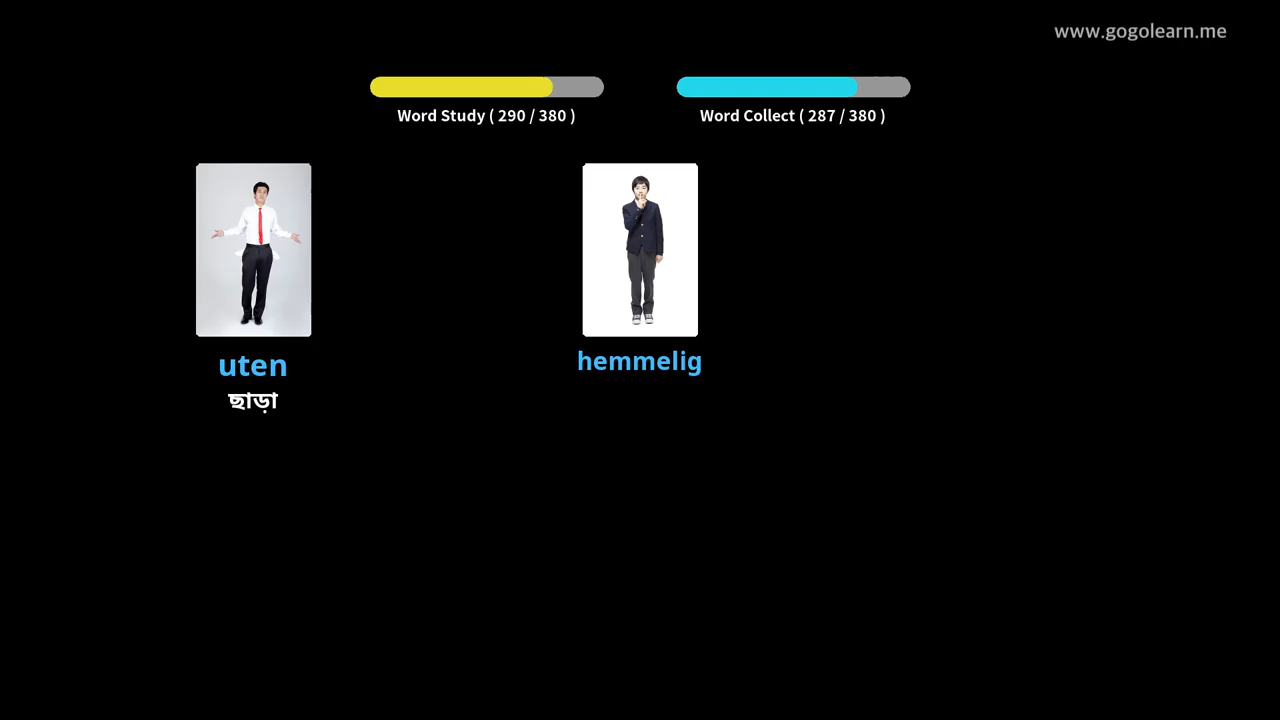 www.gogolearn.me
Word Study ( 290 / 380 )
Word Collect ( 287 / 380 )
uten
ছাড়া
hemmelig